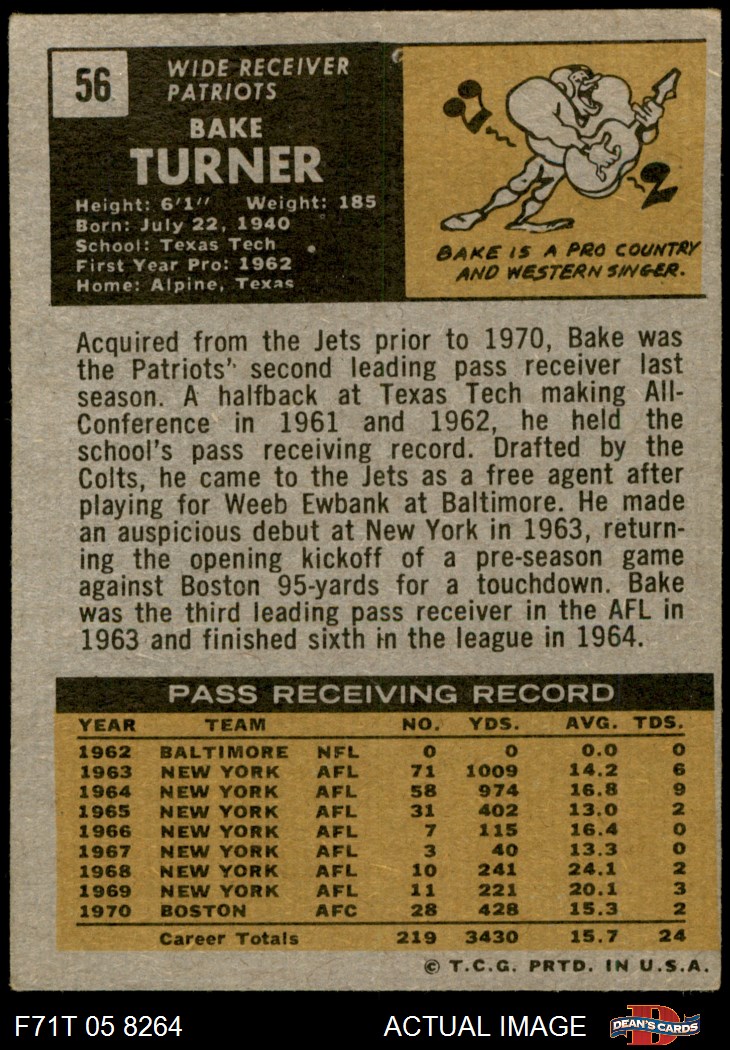 56
WIDE RECEIVER
PATRIOTS
BAKE
TURNER
Height: 6'1'' Weight: 185
Born: July 22, 1940
School: Texas Tech
First Year Pro: 1962
Home: Alpine, Texas
BAKE IS A PRO COUNTRY
AND WESTERN SINGER.
Acquired from the Jets prior to 1970, Bake was
the Patriots' second leading pass receiver last
season. A halfback at Texas Tech making All-
Conference in 1961 and 1962, he held the
school's pass receiving record. Drafted by the
Colts, he came to the Jets as a free agent after
playing for Weeb Ewbank at Baltimore. He made
an auspicious debut at New York in 1963, return-
ing the opening kickoff of a pre-season game
against Boston 95-yards for a touchdown. Bake
was the third leading pass receiver in the AFL in
1963 and finished sixth in the league in 1964.
PASS RECEIVING RECORD
YEAR TEAM NO. YDS. AVG. TDS.
1962 BALTIMORE NFL 0 0 0.0 0
1963 NEW YORK AFL 71 1009 14.2 6
1964 NEW YORK AFL 58 974 16.8 9
1965 NEW YORK AFL 31 402 13.0 2
1966 NEW YORK AFL 7 115 16.4 0
1967 NEW YORK AFL 3 40 13.3 0
1968 NEW YORK AFL 10 241 24.1 2
1969 NEW YORK AFL 11 221 20.1 3
1970 BOSTON AFC 28 428 15.3 2
Career Totals 219 3430 15.7 24
© T.C.G. PRTD. IN U.S.A.
F71T 05 8264 ACTUAL IMAGE DEAN'S CARDS